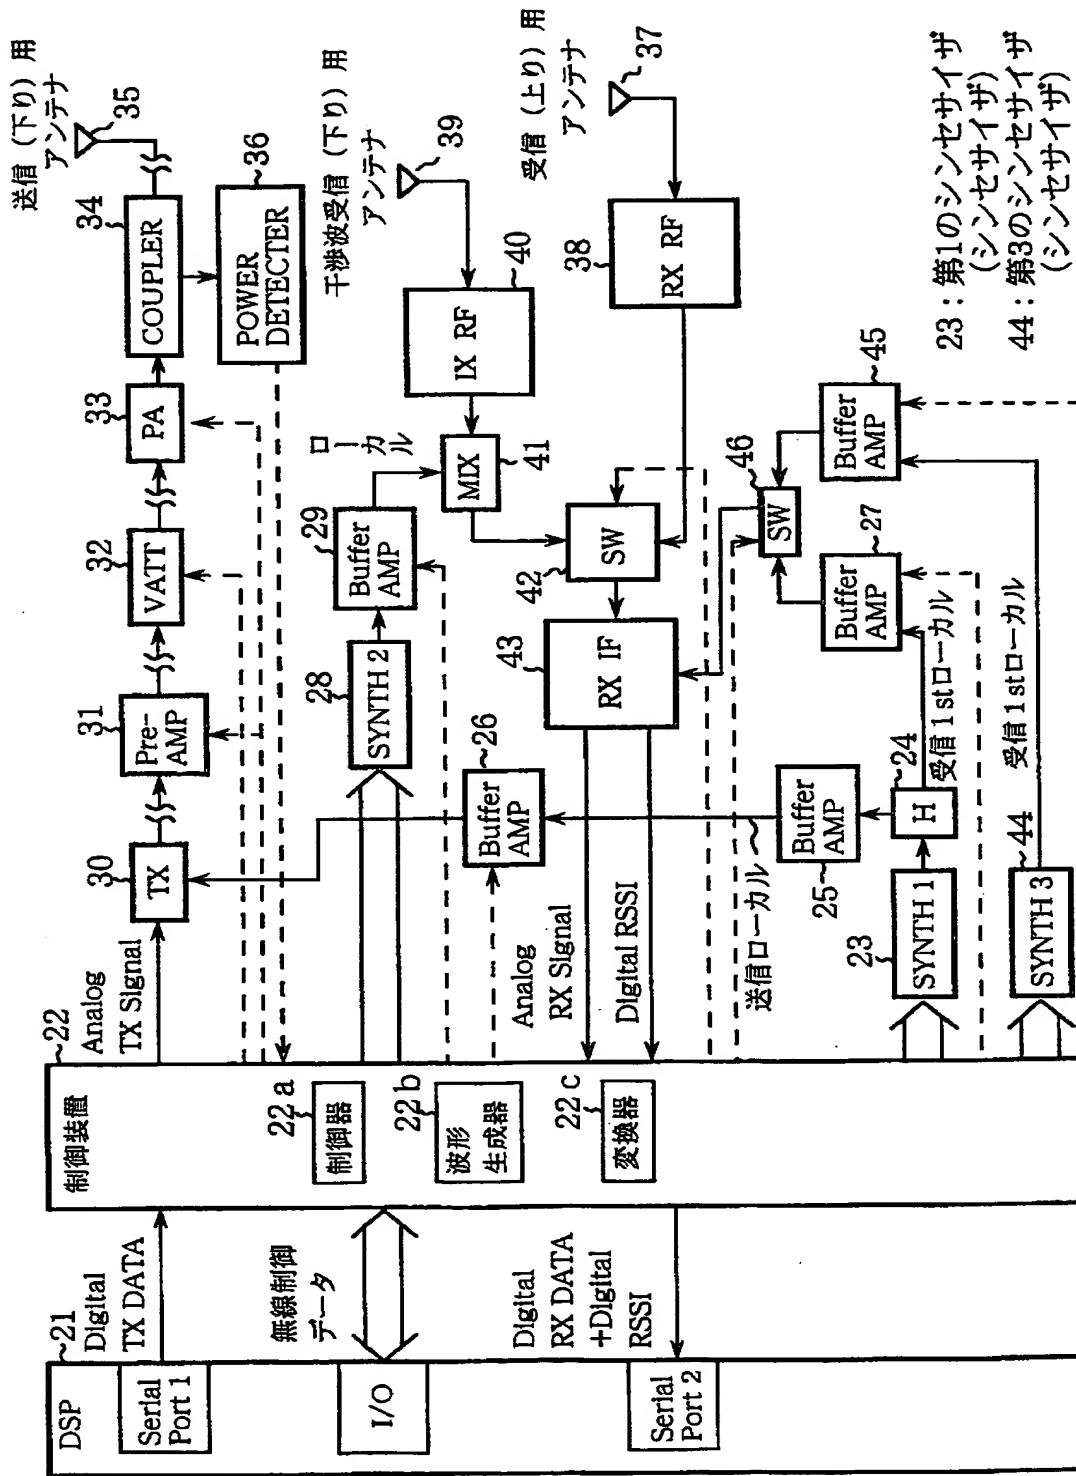 21
DSP
Serial
Port 1
Digital
TX DATA
I/O
無線制御
データ
Serial
Port 2
Digital
RX DATA
+Digital
RSSI
22
制御装置
22a
制御器
22b
波形
生成器
22c
変換器
Analog
TX Signal
30
TX
31
Pre-
AMP
32
VATT
33
PA
34
COUPLER
送信(下り)用
アンテナ
35
36
POWER
DETECTER
28
SYNTH 2
29
Buffer
AMP
ローカル
干渉波受信(下り)用
アンテナ
39
40
IX RF
MIX
41
26
Buffer
AMP
SW
42
43
RX IF
受信(上り)用
アンテナ
37
38
RX RF
Analog
RX Signal
Digital RSSI
送信ローカル
25
Buffer
AMP
24
H
23
SYNTH 1
受信1stローカル
27
Buffer
AMP
46
SW
45
Buffer
AMP
44
SYNTH 3
受信1stローカル
23:第1のシンセサイザ
(シンセサイザ)
44:第3のシンセサイザ
(シンセサイザ)